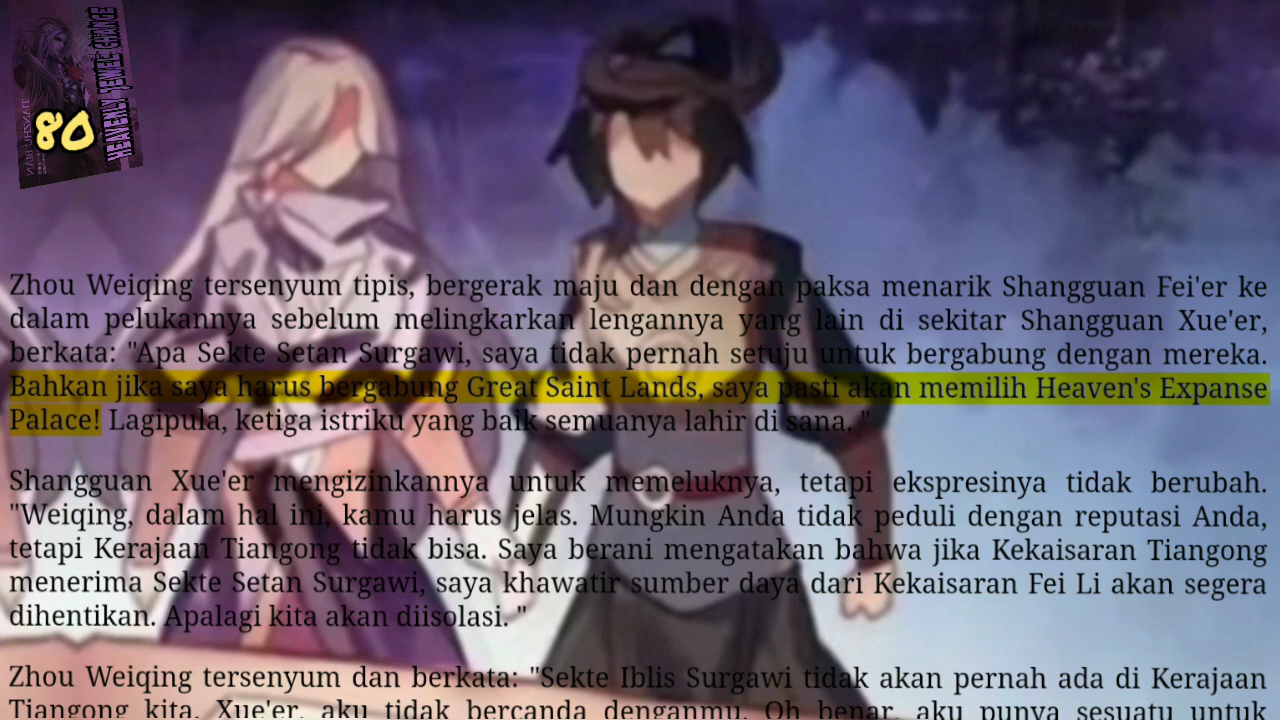 80
HEAVENLY JEWEL CHANGE
Zhou Weiqing tersenyum tipis, bergerak maju dan dengan paksa menarik Shangguan Fei'er ke
dalam pelukannya sebelum melingkarkan lengannya yang lain di sekitar Shangguan Xue'er,
berkata: "Apa Sekte Setan Surgawi, saya tidak pernah setuju untuk bergabung dengan mereka.
Bahkan jika saya harus bergabung Great Saint Lands, saya pasti akan memilih Heaven's Expanse
Palace! Lagipula, ketiga istriku yang baik semuanya lahir di sana. "
Shangguan Xue'er mengizinkannya untuk memeluknya, tetapi ekspresinya tidak berubah.
"Weiqing, dalam hal ini, kamu harus jelas. Mungkin Anda tidak peduli dengan reputasi Anda,
tetapi Kerajaan Tiangong tidak bisa. Saya berani mengatakan bahwa jika Kekaisaran Tiangong
menerima Sekte Setan Surgawi, saya khawatir sumber daya dari Kekaisaran Fei Li akan segera
dihentikan. Apalagi kita akan diisolasi. "
Zhou Weiqing tersenyum dan berkata: "Sekte Iblis Surgawi tidak akan pernah ada di Kerajaan
Tiangong kita. Xue'er, aku tidak bercanda denganmu. Oh benar, aku punya sesuatu untuk